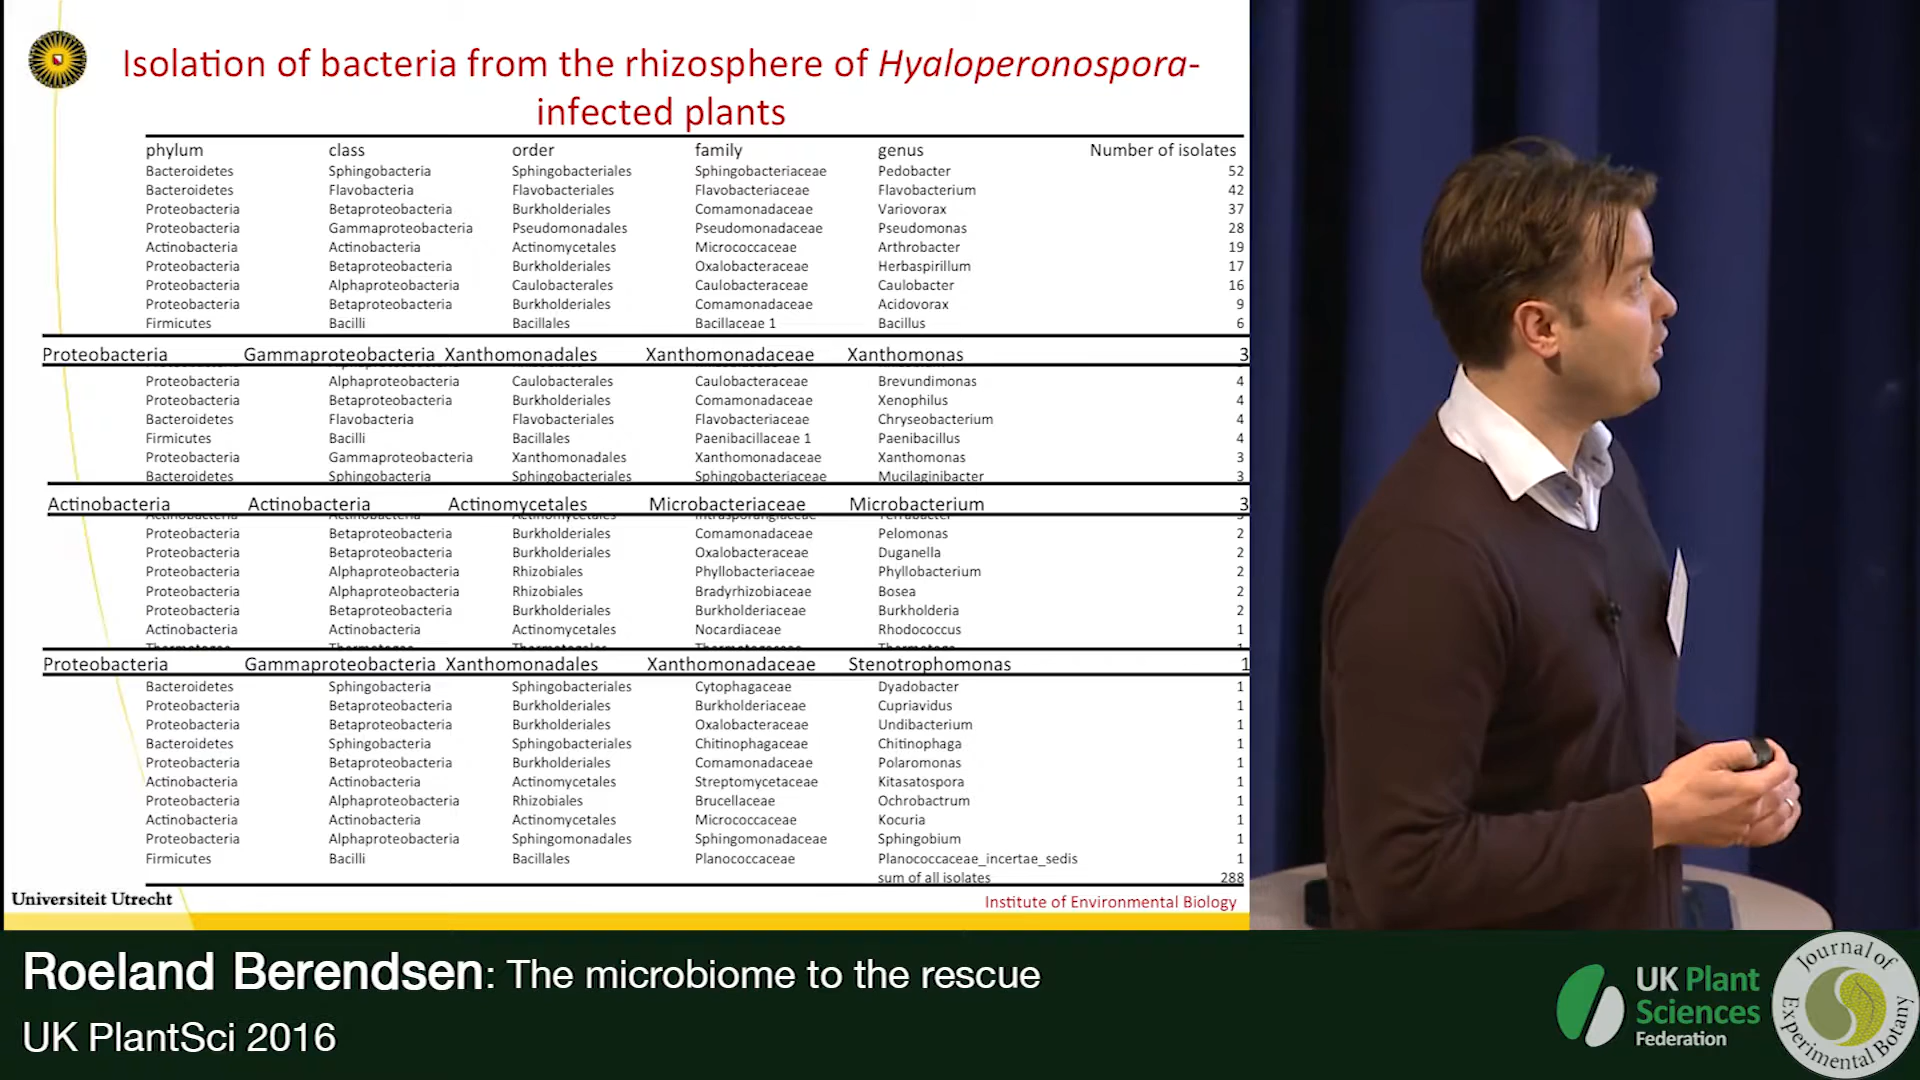 Isolation of bacteria from the rhizosphere of Hyaloperonospora-
infected plants
phylum class order family genus Number of isolates
Bacteroidetes Sphingobacteria Sphingobacteriales Sphingobacteriaceae Pedobacter 52
Bacteroidetes Flavobacteria Flavobacteriales Flavobacteriaceae Flavobacterium 42
Proteobacteria Betaproteobacteria Burkholderiales Comamonadaceae Variovorax 37
Proteobacteria Gammaproteobacteria Pseudomonadales Pseudomonadaceae Pseudomonas 28
Actinobacteria Actinobacteria Actinomycetales Micrococcaceae Arthrobacter 19
Proteobacteria Betaproteobacteria Burkholderiales Oxalobacteraceae Herbaspirillum 17
Proteobacteria Alphaproteobacteria Caulobacterales Caulobacteraceae Caulobacter 16
Proteobacteria Betaproteobacteria Burkholderiales Comamonadaceae Acidovorax 9
Firmicutes Bacilli Bacillales Bacillaceae 1 Bacillus 6
Proteobacteria Gammaproteobacteria Xanthomonadales Xanthomonadaceae Xanthomonas 3
Proteobacteria Alphaproteobacteria Caulobacterales Caulobacteraceae Brevundimonas 4
Proteobacteria Betaproteobacteria Burkholderiales Comamonadaceae Xenophilus 4
Bacteroidetes Flavobacteria Flavobacteriales Flavobacteriaceae Chryseobacterium 4
Firmicutes Bacilli Bacillales Paenibacillaceae 1 Paenibacillus 4
Proteobacteria Gammaproteobacteria Xanthomonadales Xanthomonadaceae Xanthomonas 3
Bacteroidetes Sphingobacteria Sphingobacteriales Sphingobacteriaceae Mucilaginibacter 3
Actinobacteria Actinobacteria Actinomycetales Microbacteriaceae Microbacterium 3
Proteobacteria Betaproteobacteria Burkholderiales Comamonadaceae Pelomonas 2
Proteobacteria Betaproteobacteria Burkholderiales Oxalobacteraceae Duganella 2
Proteobacteria Alphaproteobacteria Rhizobiales Phyllobacteriaceae Phyllobacterium 2
Proteobacteria Alphaproteobacteria Rhizobiales Bradyrhizobiaceae Bosea 2
Proteobacteria Betaproteobacteria Burkholderiales Burkholderiaceae Burkholderia 2
Actinobacteria Actinobacteria Actinomycetales Nocardiaceae Rhodococcus 1
Proteobacteria Gammaproteobacteria Xanthomonadales Xanthomonadaceae Stenotrophomonas 1
Bacteroidetes Sphingobacteria Sphingobacteriales Cytophagaceae Dyadobacter 1
Proteobacteria Betaproteobacteria Burkholderiales Burkholderiaceae Cupriavidus 1
Proteobacteria Betaproteobacteria Burkholderiales Oxalobacteraceae Undibacterium 1
Bacteroidetes Sphingobacteria Sphingobacteriales Chitinophagaceae Chitinophaga 1
Proteobacteria Betaproteobacteria Burkholderiales Comamonadaceae Polaromonas 1
Actinobacteria Actinobacteria Actinomycetales Streptomycetaceae Kitasatospora 1
Proteobacteria Alphaproteobacteria Rhizobiales Brucellaceae Ochrobactrum 1
Actinobacteria Actinobacteria Actinomycetales Micrococcaceae Kocuria 1
Proteobacteria Alphaproteobacteria Sphingomonadales Sphingomonadaceae Sphingobium 1
Firmicutes Bacilli Bacillales Planococcaceae Planococcaceae_incertae_sedis 1
sum of all isolates 288
Universiteit Utrecht
Institute of Environmental Biology
Roeland Berendsen: The microbiome to the rescue
UK PlantSci 2016
UK Plant
Sciences
Federation
Journal of
Experimental Botany